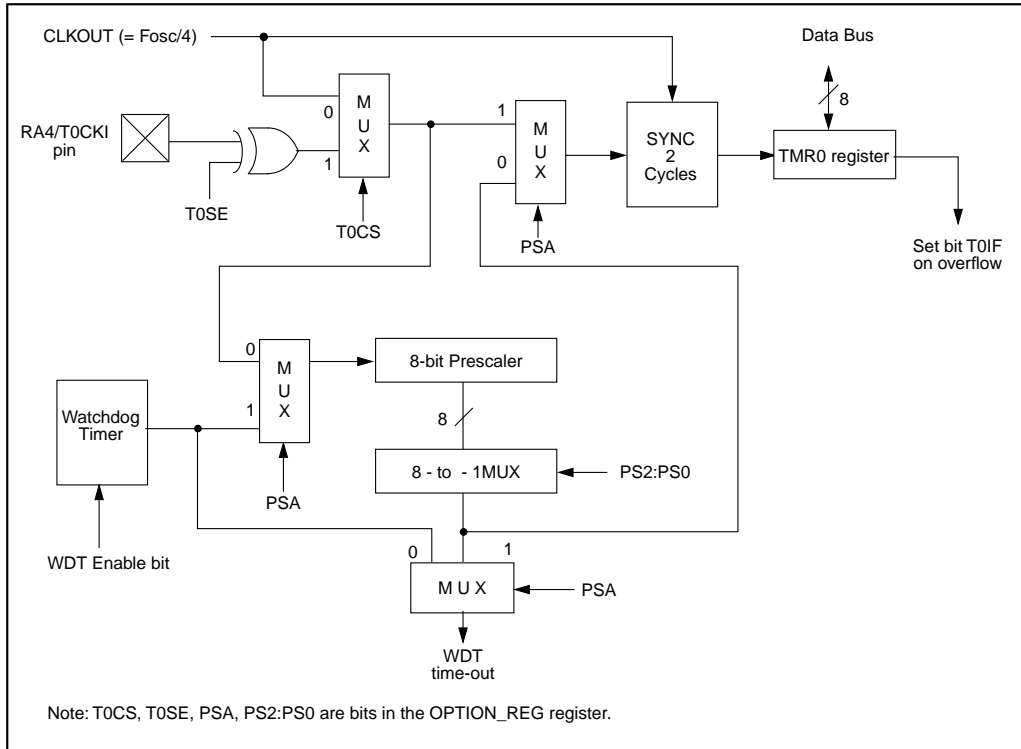 CLKOUT (= Fosc/4)
Data Bus
8
RA4/T0CKI
pin
T0SE
0
1
M
U
X
T0CS
1
0
M
U
X
PSA
SYNC
2
Cycles
TMR0 register
Set bit T0IF
on overflow
0
1
M
U
X
PSA
8-bit Prescaler
8
Watchdog
Timer
WDT Enable bit
8 - to - 1MUX
PS2:PS0
0
1
M U X
PSA
WDT
time-out
Note: T0CS, T0SE, PSA, PS2:PS0 are bits in the OPTION_REG register.